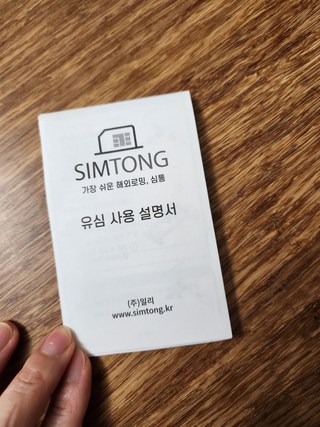 SIMTONG
가장 쉬운 해외로밍, 심통
유심 사용 설명서
(주)일리
www.simtong.kr